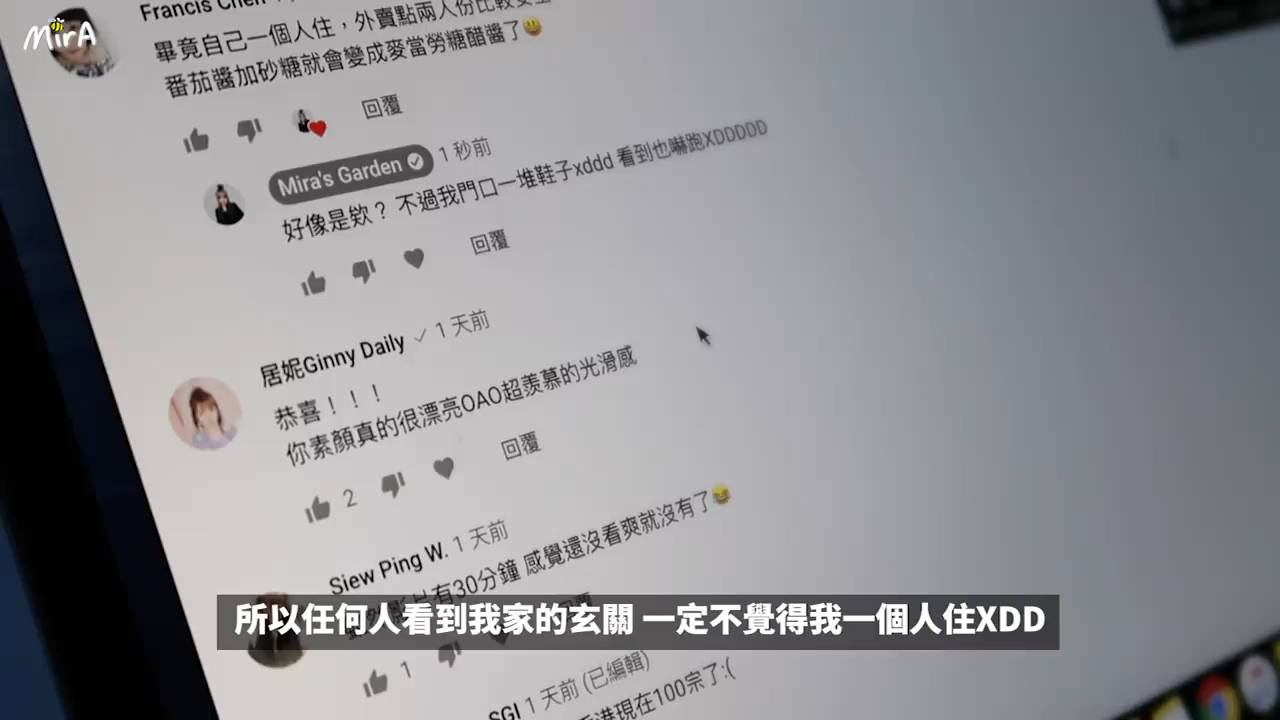 MirA
Francis Chen
畢竟自己一個人住，外賣點兩人份比較安全
番茄醬加砂糖就會變成麥當勞糖醋醬了😃
回覆
Mira's Garden 1 秒前
好像是欸？ 不過我門口一堆鞋子xddd 看到也嚇跑XDDDDD
回覆
居妮Ginny Daily 1 天前
恭喜！！！
你素顏真的很漂亮OAO超羨慕的光滑感
2 回覆
Siew Ping W. 1 天前
有30分鐘 感覺還沒看爽就沒有了😂
所以任何人看到我家的玄關 一定不覺得我一個人住XDD
1
SGI 1 天前 (已編輯)
港現在100宗了:(